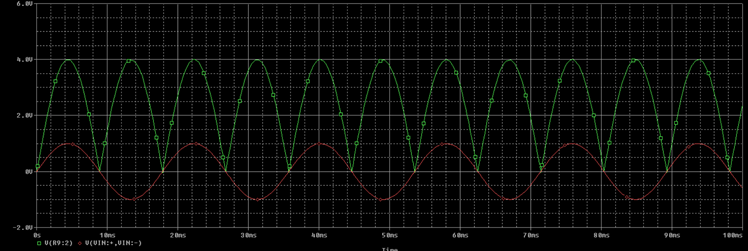 6.0V
4.0V
2.0V
0V
-2.0V
0s 10ms 20ms 30ms 40ms 50ms 60ms 70ms 80ms 90ms 100ms
V(R9:2) V(VIN:+,VIN:-)
Time